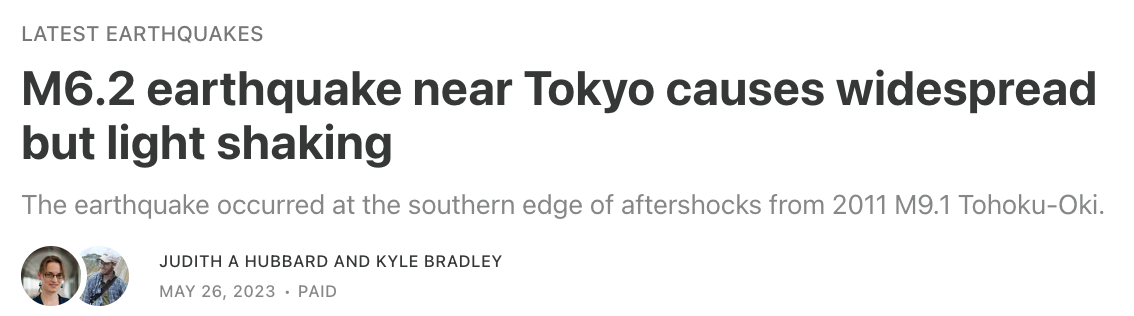 LATEST EARTHQUAKES
M6.2 earthquake near Tokyo causes widespread
but light shaking
The earthquake occurred at the southern edge of aftershocks from 2011 M9.1 Tohoku-Oki.
JUDITH A HUBBARD AND KYLE BRADLEY
MAY 26, 2023 · PAID